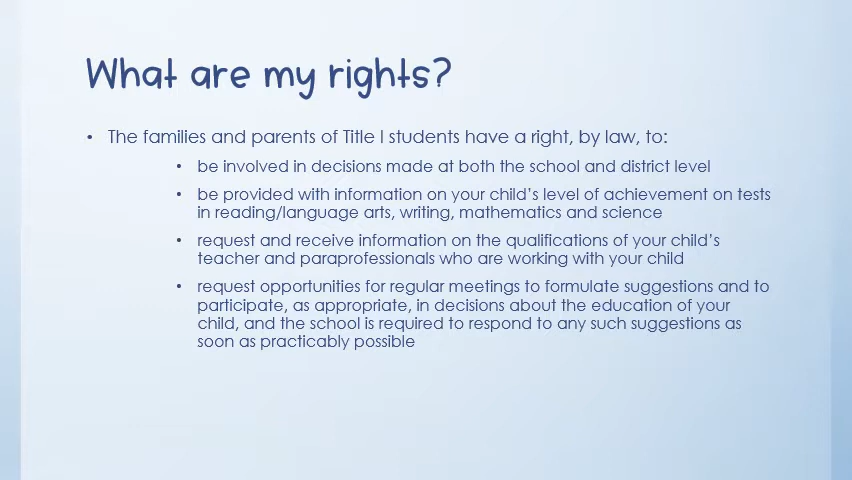 What are my rights?
• The families and parents of Title I students have a right, by law, to:
• be involved in decisions made at both the school and district level
• be provided with information on your child's level of achievement on tests
in reading/language arts, writing, mathematics and science
• request and receive information on the qualifications of your child's
teacher and paraprofessionals who are working with your child
• request opportunities for regular meetings to formulate suggestions and to
participate, as appropriate, in decisions about the education of your
child, and the school is required to respond to any such suggestions as
soon as practicably possible